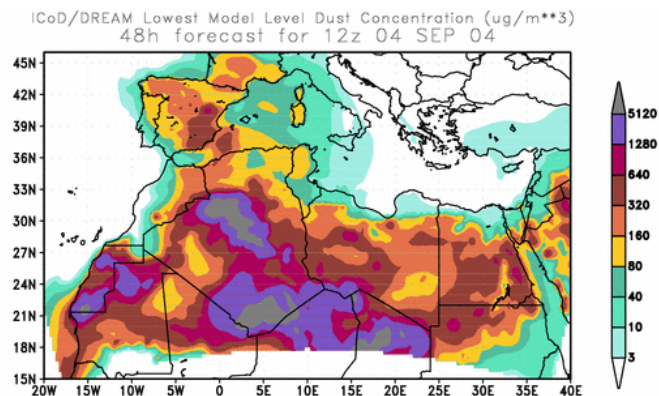 ICoD/DREAM Lowest Model Level Dust Concentration (ug/m**3)
48h forecast for 12z 04 SEP 04
45N
42N
39N
36N
33N
30N
27N
24N
21N
18N
15N
20W 15W 10W 5W 0 5E 10E 15E 20E 25E 30E 35E 40E
5120
1280
640
320
160
80
40
10
3